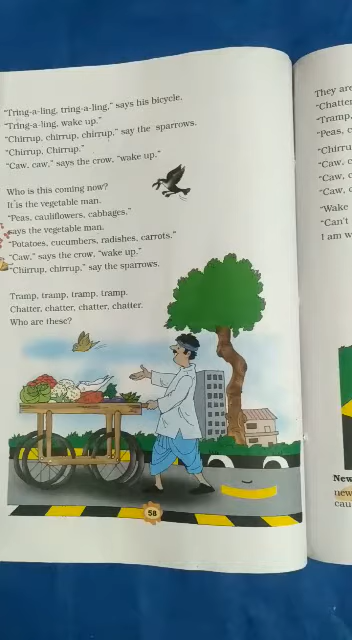 "Tring-a-ling, tring-a-ling," says his bicycle.
"Tring-a-ling, wake up."
"Chirrup, chirrup, chirrup," say the sparrows.
"Chirrup, Chirrup."
"Caw, caw," says the crow, "wake up."
Who is this coming now?
It is the vegetable man.
"Peas, cauliflowers, cabbages,"
says the vegetable man.
"Potatoes, cucumbers, radishes, carrots."
"Caw," says the crow, "wake up."
"Chirrup, chirrup," say the sparrows.
Tramp, tramp, tramp, tramp.
Chatter, chatter, chatter, chatter.
Who are these?
58
They are
"Chatte
"Tramp,
"Peas, c
"Chirru
"Caw, c
"Caw, c
"Caw, c
"Wake
"Can't
I am w
New
new
cau